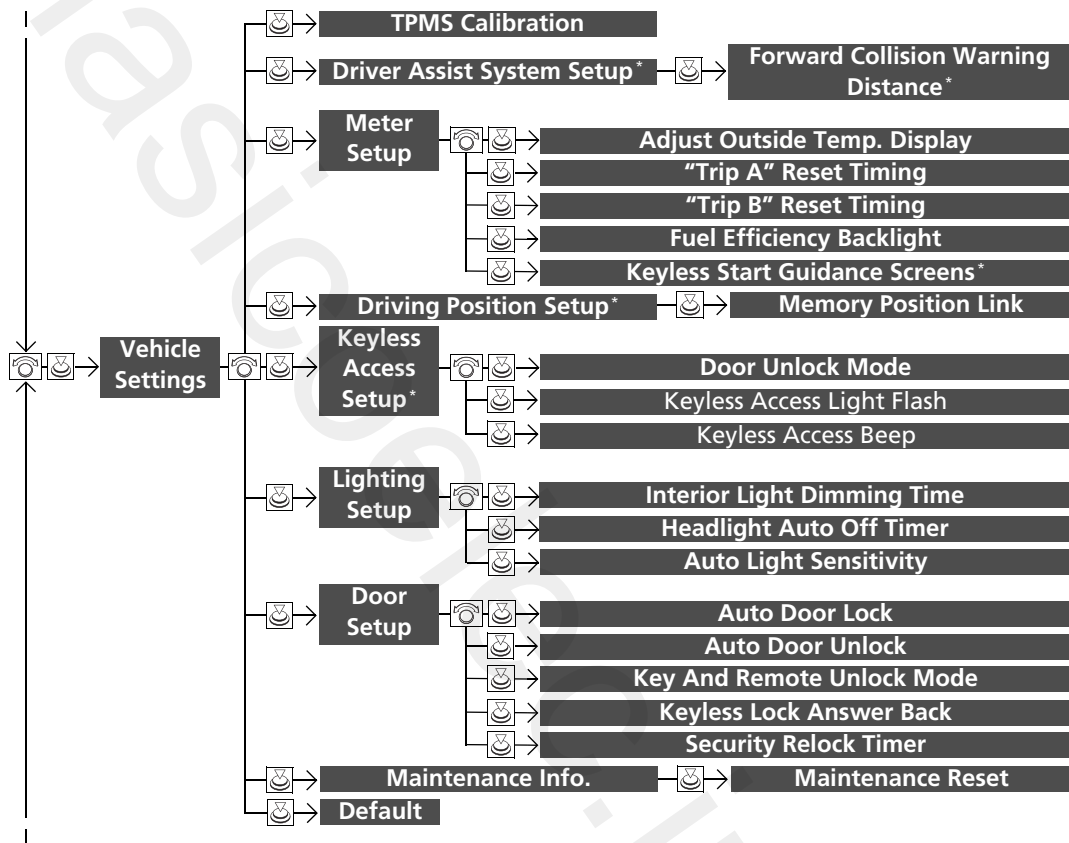 TPMS Calibration
Driver Assist System Setup*
Forward Collision Warning
Distance*
Meter
Setup
Adjust Outside Temp. Display
“Trip A” Reset Timing
“Trip B” Reset Timing
Fuel Efficiency Backlight
Keyless Start Guidance Screens*
Driving Position Setup*
Memory Position Link
Vehicle
Settings
Keyless
Access
Setup*
Door Unlock Mode
Keyless Access Light Flash
Keyless Access Beep
Lighting
Setup
Interior Light Dimming Time
Headlight Auto Off Timer
Auto Light Sensitivity
Door
Setup
Auto Door Lock
Auto Door Unlock
Key And Remote Unlock Mode
Keyless Lock Answer Back
Security Relock Timer
Maintenance Info.
Maintenance Reset
Default